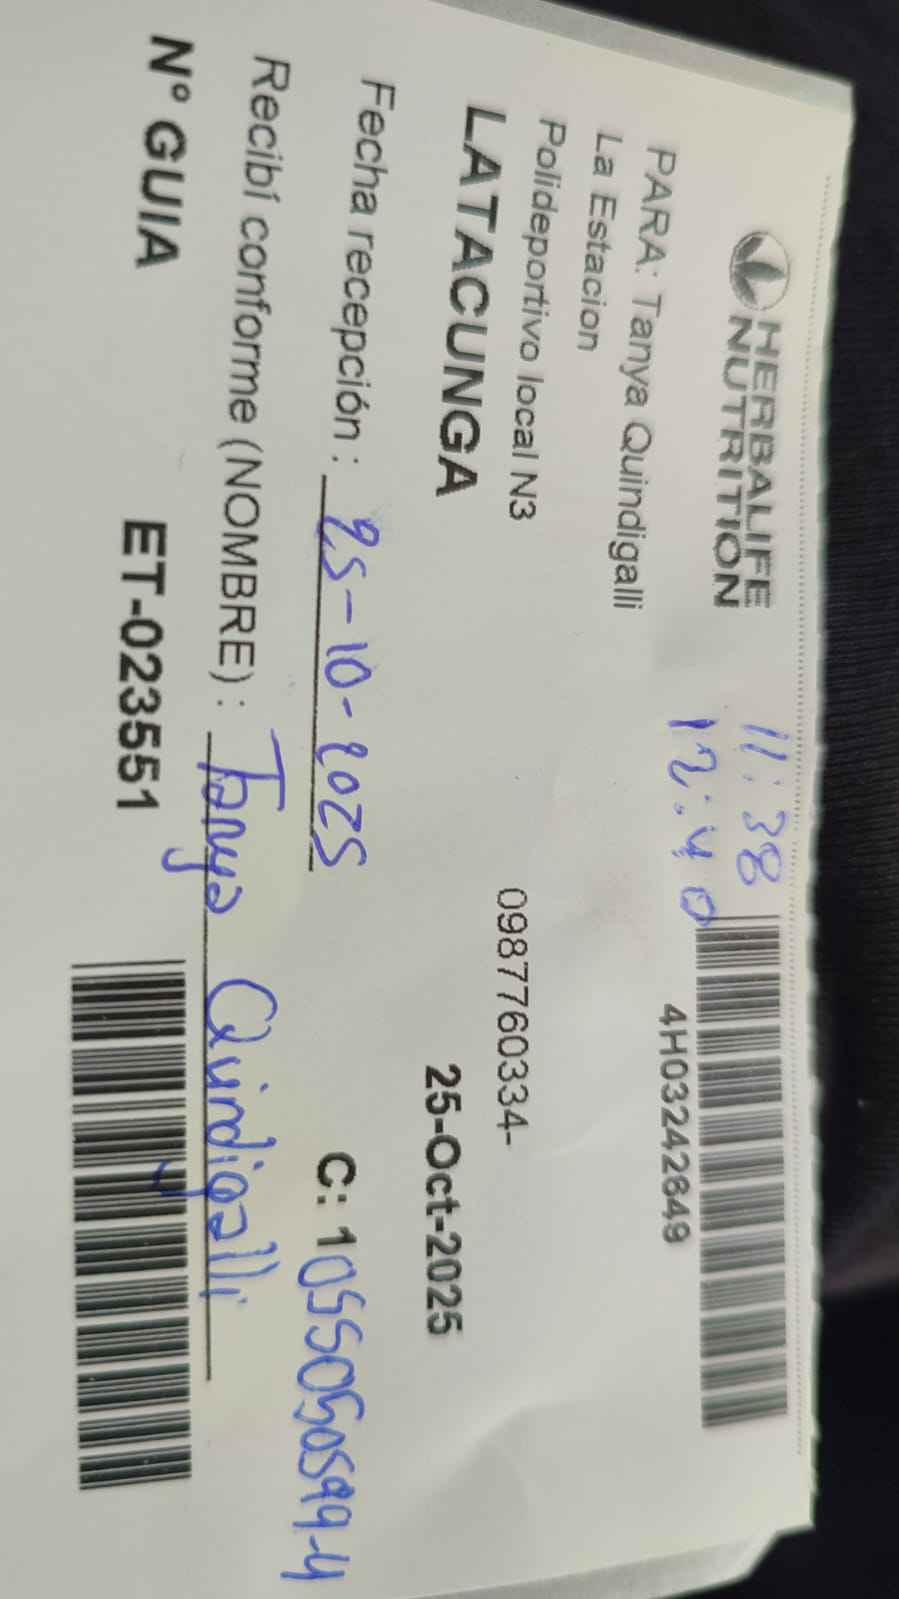 HERBALIFE
NUTRITION
11:38
12:40
4H03242849
PARA: Tanya Quindigalli
La Estacion
Polideportivo local N3
0987760334-
LATACUNGA
25-Oct-2025
Fecha recepción : 25-10-2025
C: 1055050599-4
Recibí conforme (NOMBRE) : Tanya Quindigalli
Nº GUIA
ET-023551